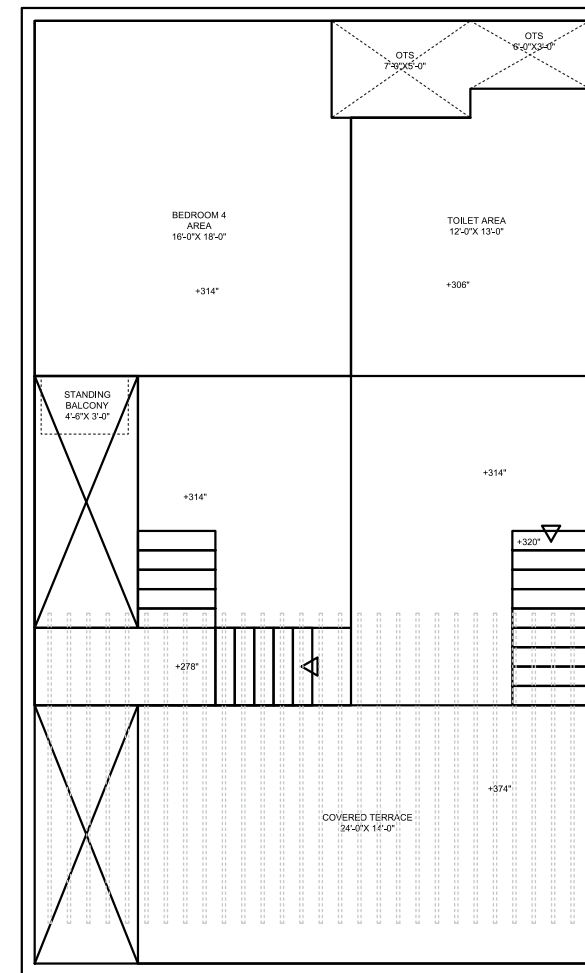 OTS
7'-0"X5'-0"
OTS
6'-0"X3'-0"
BEDROOM 4
AREA
16'-0"X 18'-0"
TOILET AREA
12'-0"X 13'-0"
+314"
+306"
STANDING
BALCONY
4'-6"X 3'-0"
+314"
+314"
+320"
+278"
+374"
COVERED TERRACE
24'-0"X 14'-0"